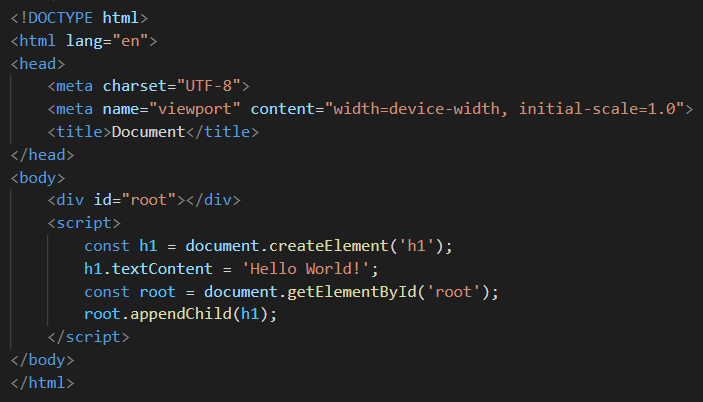 <!DOCTYPE html>
<html lang="en">
<head>
    <meta charset="UTF-8">
    <meta name="viewport" content="width=device-width, initial-scale=1.0">
    <title>Document</title>
</head>
<body>
    <div id="root"></div>
    <script>
        const h1 = document.createElement('h1');
        h1.textContent = 'Hello World!';
        const root = document.getElementById('root');
        root.appendChild(h1);
    </script>
</body>
</html>